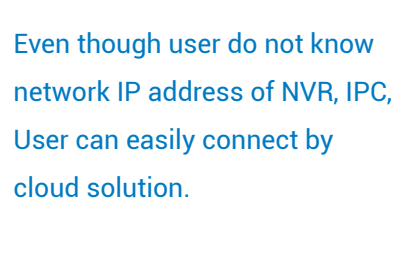 Even though user do not know
network IP address of NVR, IPC,
User can easily connect by
cloud solution.